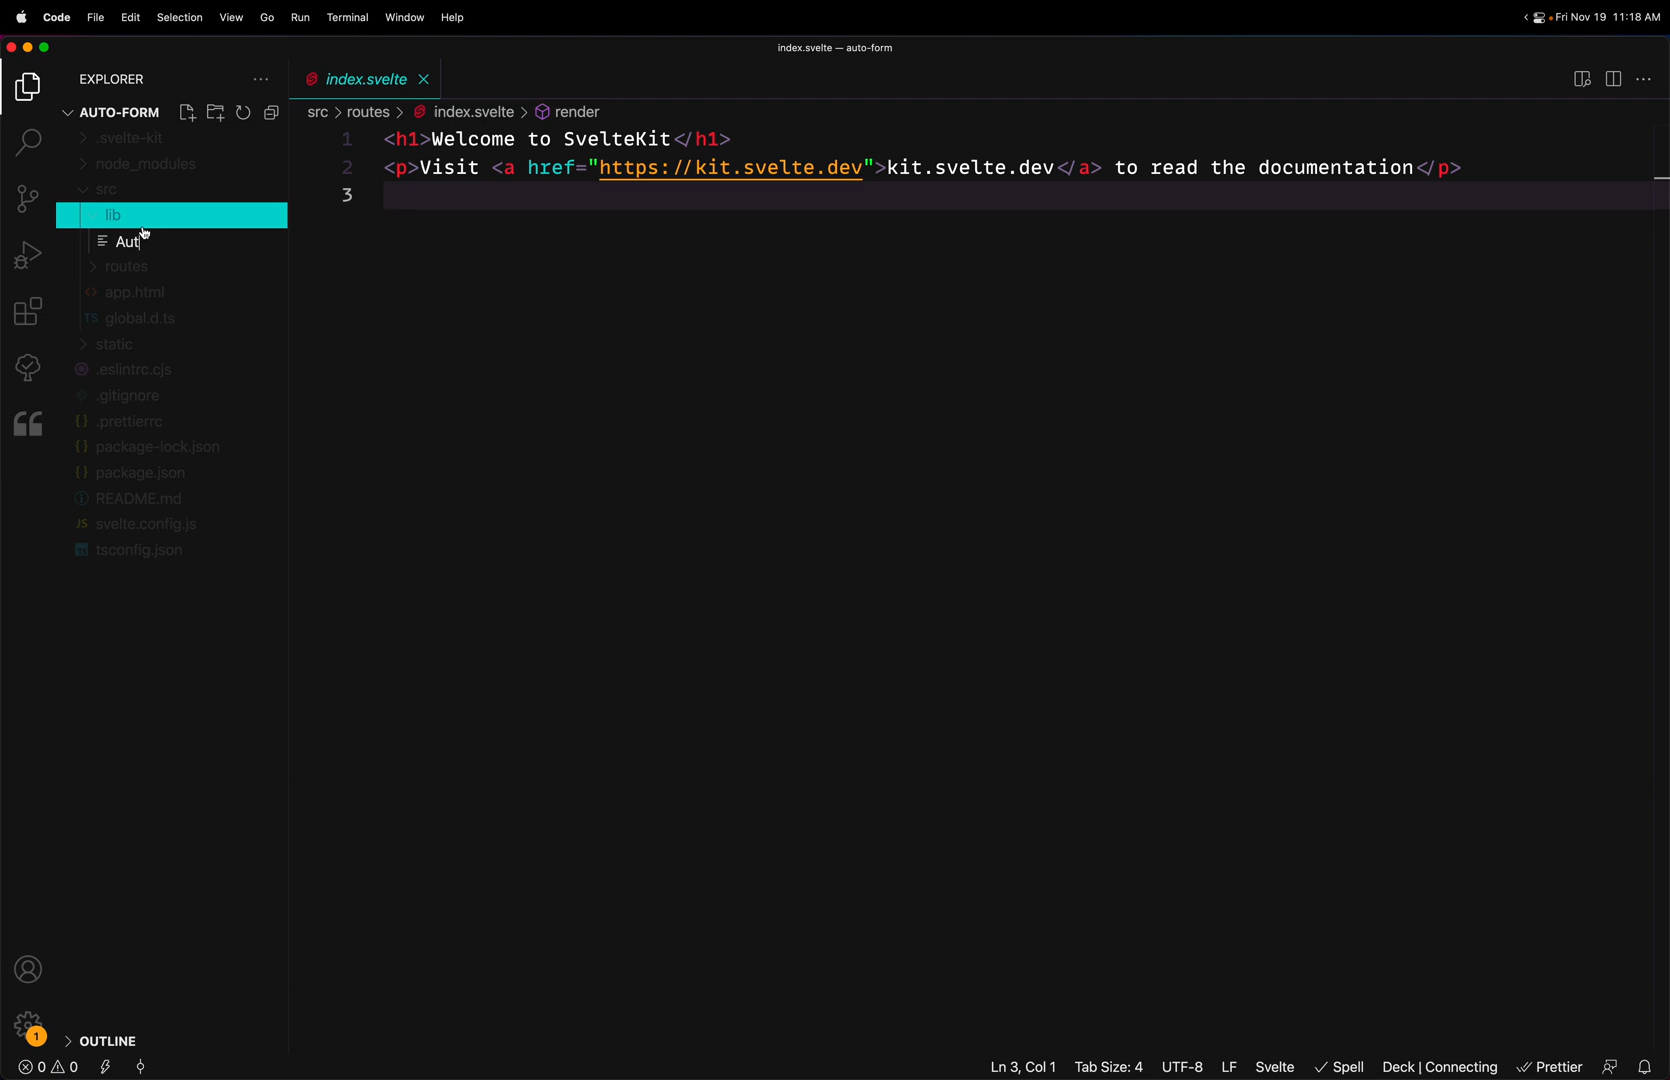 Code File Edit Selection View Go Run Terminal Window Help
Fri Nov 19 11:18 AM
index.svelte — auto-form
EXPLORER
AUTO-FORM
.svelte-kit
node_modules
src
lib
Aut
routes
app.html
TS global.d.ts
static
.eslintrc.cjs
.gitignore
{} .prettierrc
{} package-lock.json
{} package.json
README.md
JS svelte.config.js
tsconfig.json
OUTLINE
1
index.svelte
src > routes > index.svelte > render
1 <h1>Welcome to SvelteKit</h1>
2 <p>Visit <a href="https://kit.svelte.dev">kit.svelte.dev</a> to read the documentation</p>
3
0 0
Ln 3, Col 1 Tab Size: 4 UTF-8 LF Svelte Spell Deck | Connecting Prettier